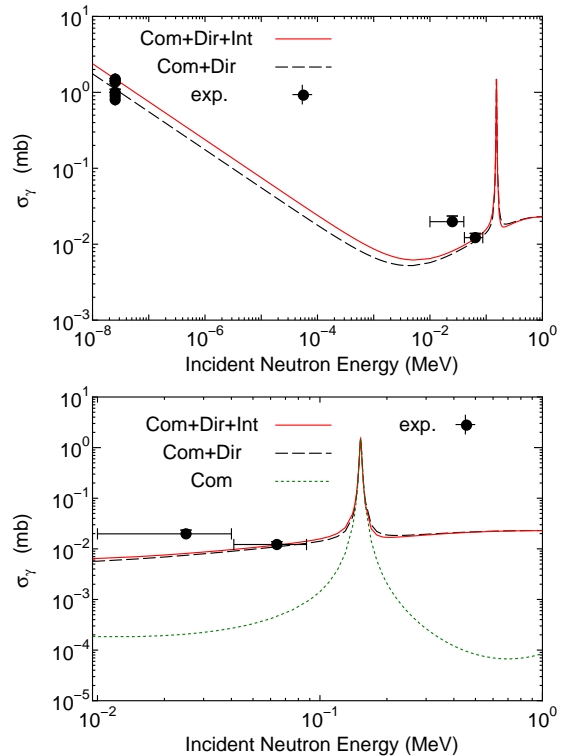 10^1
10^0
10^-1
10^-2
10^-3
σγ (mb)
Com+Dir+Int
Com+Dir
exp.
10^-8 10^-6 10^-4 10^-2 10^0
Incident Neutron Energy (MeV)
10^1
10^0
10^-1
10^-2
10^-3
10^-4
10^-5
σγ (mb)
Com+Dir+Int exp.
Com+Dir
Com
10^-2 10^-1 10^0
Incident Neutron Energy (MeV)